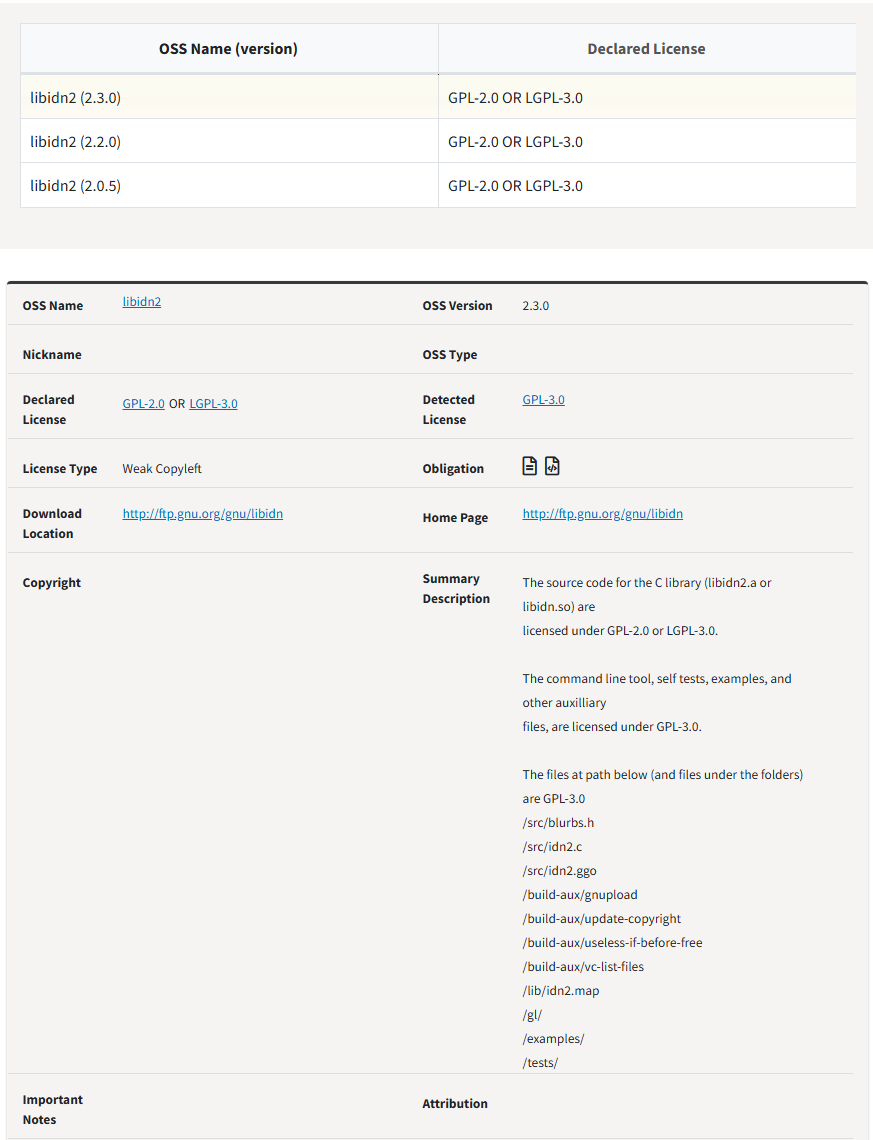 OSS Name (version) Declared License
libidn2 (2.3.0) GPL-2.0 OR LGPL-3.0
libidn2 (2.2.0) GPL-2.0 OR LGPL-3.0
libidn2 (2.0.5) GPL-2.0 OR LGPL-3.0
OSS Name libidn2 OSS Version 2.3.0
Nickname OSS Type
Declared License GPL-2.0 OR LGPL-3.0 Detected License GPL-3.0
License Type Weak Copyleft Obligation
Download Location http://ftp.gnu.org/gnu/libidn Home Page http://ftp.gnu.org/gnu/libidn
Copyright Summary Description
The source code for the C library (libidn2.a or
libidn.so) are
licensed under GPL-2.0 or LGPL-3.0.
The command line tool, self tests, examples, and
other auxilliary
files, are licensed under GPL-3.0.
The files at path below (and files under the folders)
are GPL-3.0
/src/blurbs.h
/src/idn2.c
/src/idn2.ggo
/build-aux/gnupload
/build-aux/update-copyright
/build-aux/useless-if-before-free
/build-aux/vc-list-files
/lib/idn2.map
/gl/
/examples/
/tests/
Important Notes Attribution